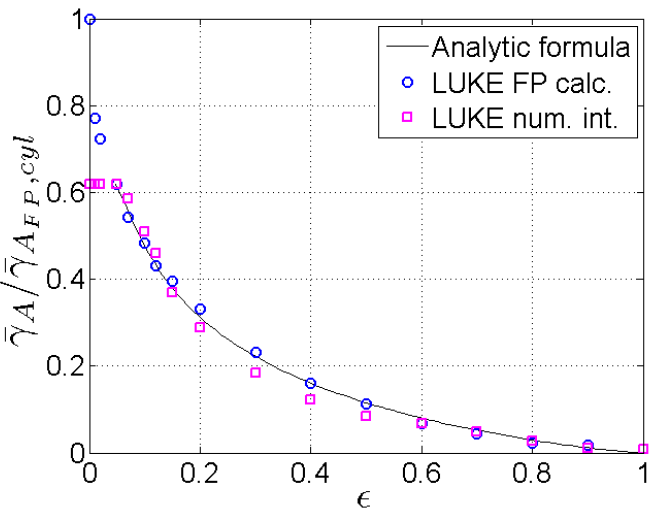 1
0.8
0.6
0.4
0.2
0
γ̄_A/γ̄_{A_{FP,cyl}}
Analytic formula
LUKE FP calc.
LUKE num. int.
0 0.2 0.4 0.6 0.8 1
ϵ